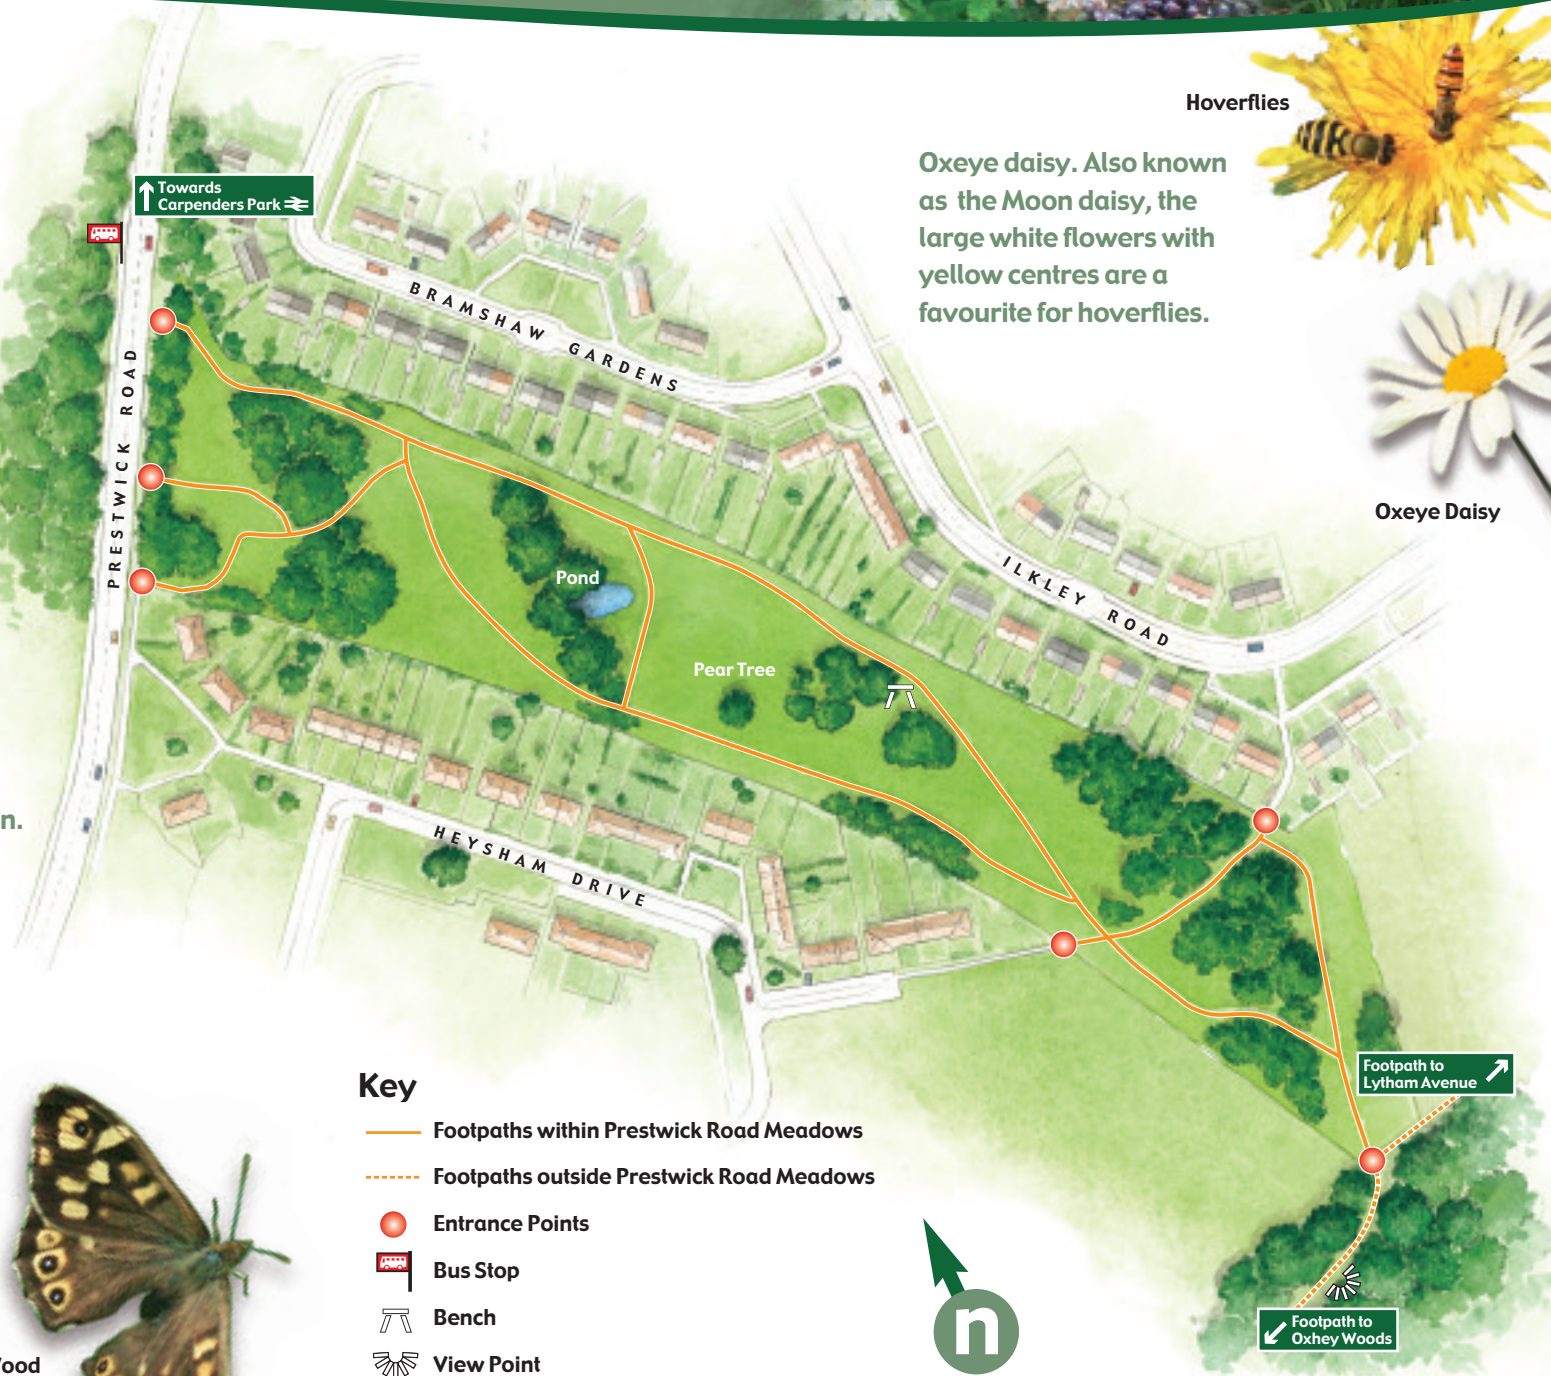 Hoverflies
Oxeye daisy. Also known
as the Moon daisy, the
large white flowers with
yellow centres are a
favourite for hoverflies.
Oxeye Daisy
Towards
Carpenders Park
BRAMSHAW GARDENS
PRESTWICK ROAD
ILKLEY ROAD
Pond
Pear Tree
HEYSHAM DRIVE
n.
Footpath to
Lytham Avenue
Footpath to
Oxhey Woods
Key
Footpaths within Prestwick Road Meadows
Footpaths outside Prestwick Road Meadows
Entrance Points
Bus Stop
Bench
View Point
n